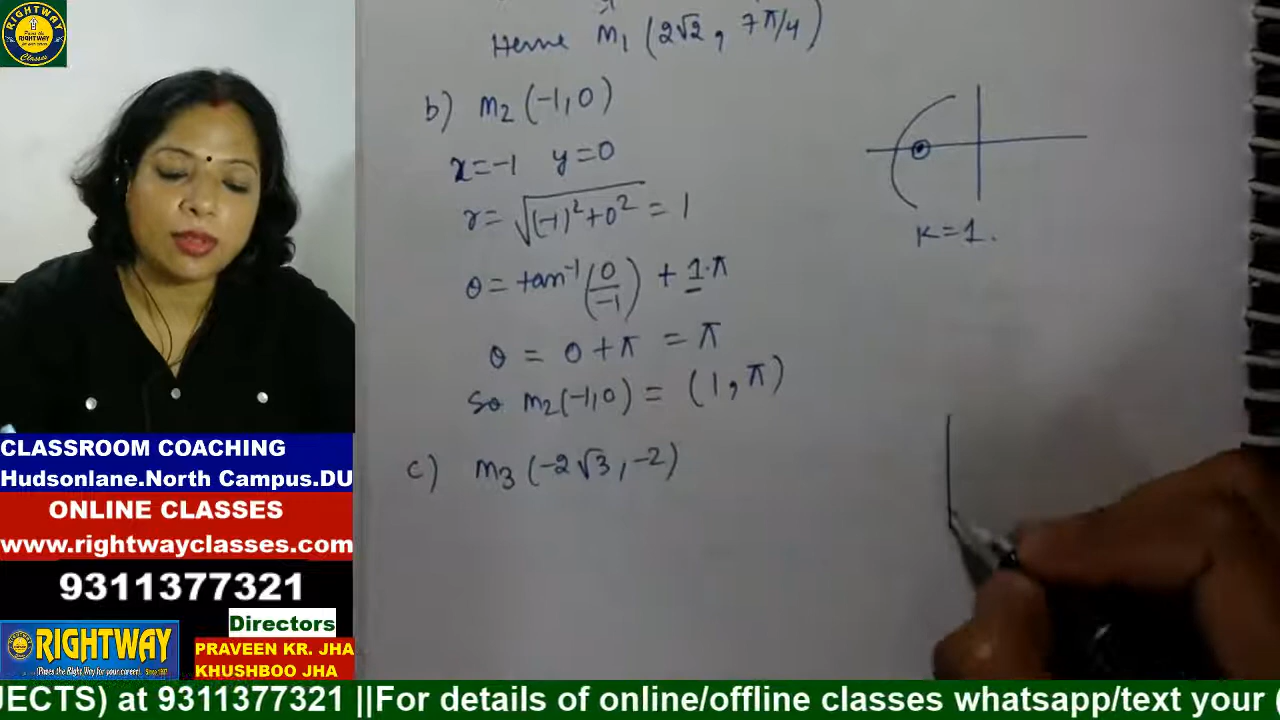 RIGHTWAY
Classes
Hence M₁ (2√2, 7π/4)
b) M₂ (-1,0)
x=-1 y=0
r= √(-1)²+0² = 1
θ= tan⁻¹(0/-1) + 1.π
θ = 0+π = π
So M₂(-1,0) = (1, π)
K=1.
c) M₃ (-2√3, -2)
CLASSROOM COACHING
Hudsonlane.North Campus.DU
ONLINE CLASSES
www.rightwayclasses.com
9311377321
Directors
RIGHTWAY
PRAVEEN KR. JHA
KHUSHBOO JHA
JECTS) at 9311377321 ||For details of online/offline classes whatsapp/text your (